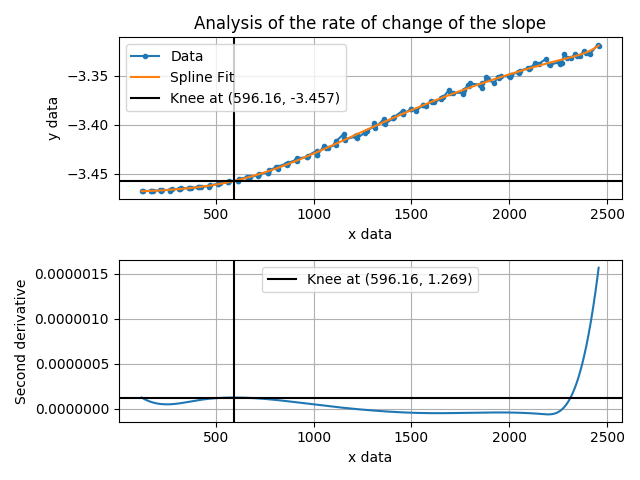 Analysis of the rate of change of the slope
Data
Spline Fit
Knee at (596.16, -3.457)
y data
−3.35
−3.40
−3.45
500
1000
1500
2000
2500
x data
Knee at (596.16, 1.269)
Second derivative
0.0000015
0.0000010
0.0000005
0.0000000
500
1000
1500
2000
2500
x data